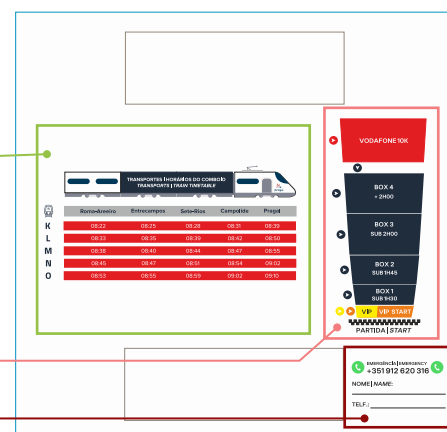 TRANSPORTES | HORÁRIOS DO COMBOIO
TRANSPORTS | TRAIN TIMETABLE
Roma-Areeiro Entrecampos Sete-Rios Campolide Pragal
K 08:22 08:25 08:28 08:31 08:39
L 08:33 08:35 08:39 08:42 08:50
M 08:38 08:40 08:44 08:47 08:55
N 08:45 08:47 08:51 08:54 09:02
O 08:53 08:55 08:59 09:02 09:10
VODAFONE 10K
BOX 4
+ 2H00
BOX 3
SUB 2H00
BOX 2
SUB 1H45
BOX 1
SUB 1H30
VIP VIP START
PARTIDA | START
EMERGÊNCIA | EMERGENCY
+351 912 620 316
NOME | NAME:
TELF.: